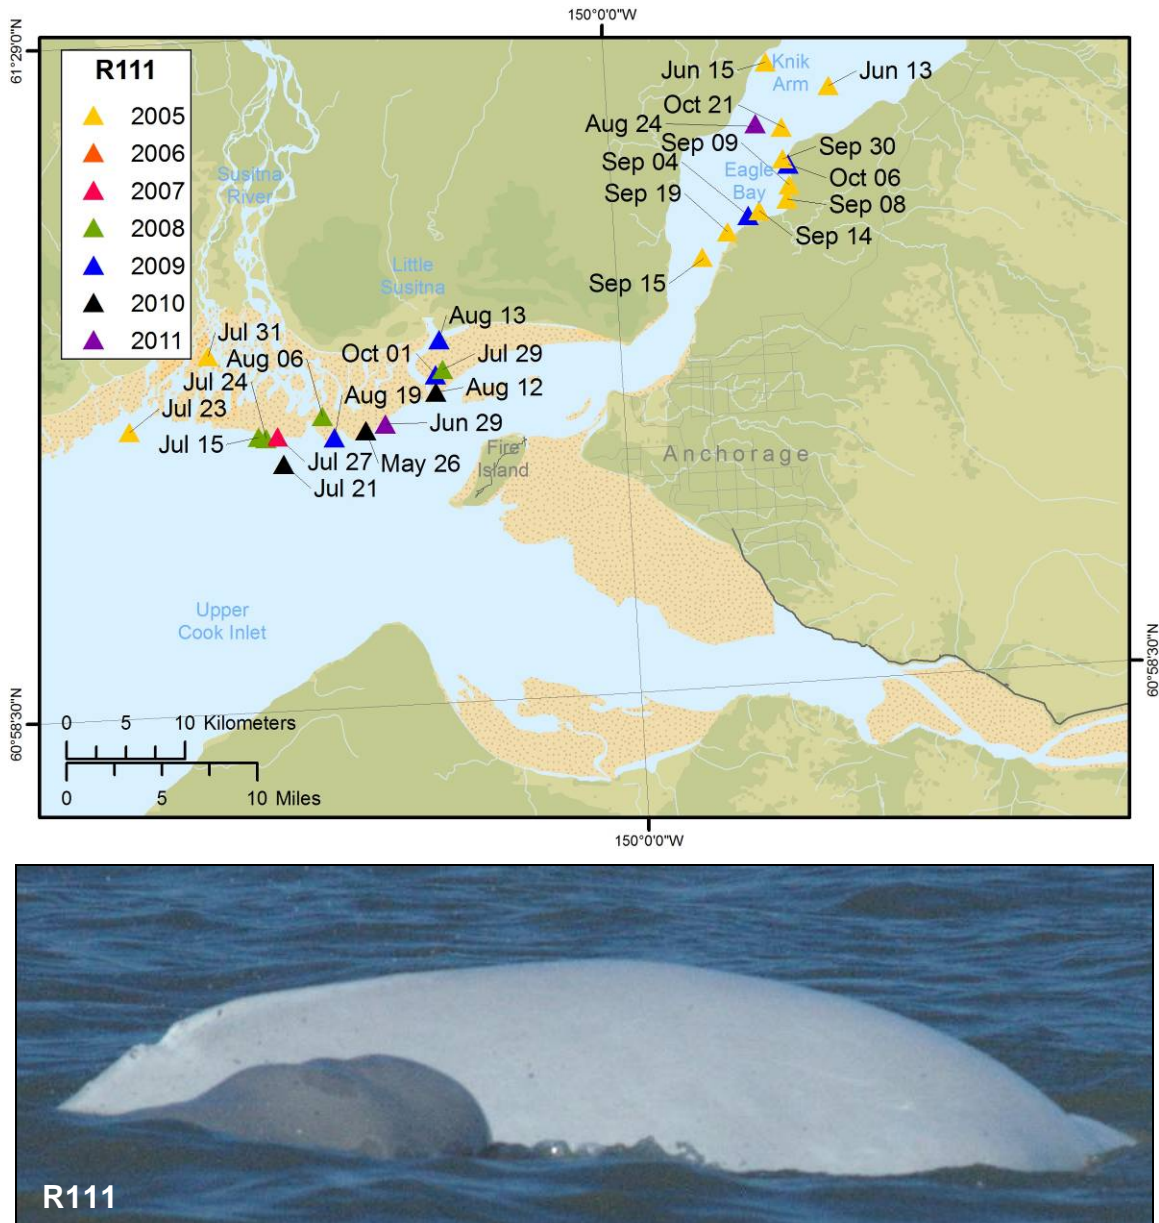 150°0'0"W
61°29'0"N
R111
2005
2006
2007
2008
2009
2010
2011
Knik
Arm
Jun 15
Jun 13
Oct 21
Aug 24
Sep 09
Sep 30
Sep 04
Eagle
Bay
Oct 06
Sep 19
Sep 08
Sep 14
Sep 15
Susitna
River
Little
Susitna
Aug 13
Jul 31
Aug 06
Oct 01
Jul 29
Jul 24
Aug 19
Aug 12
Jul 23
Jun 29
Jul 15
Jul 27
May 26
Jul 21
Fire
Island
Anchorage
Upper
Cook Inlet
60°58'30"N
60°58'30"N
0 5 10 Kilometers
0 5 10 Miles
150°0'0"W
R111